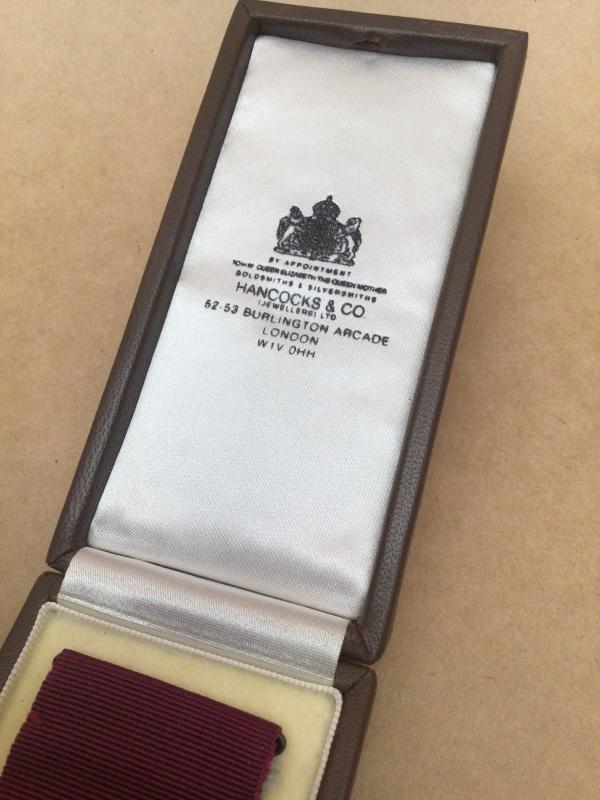 BY APPOINTMENT
TO H.M. QUEEN ELIZABETH THE QUEEN MOTHER
GOLDSMITHS & SILVERSMITHS
HANCOCKS & CO.
(JEWELLERS) LTD
52-53 BURLINGTON ARCADE
LONDON
W1V 0HH